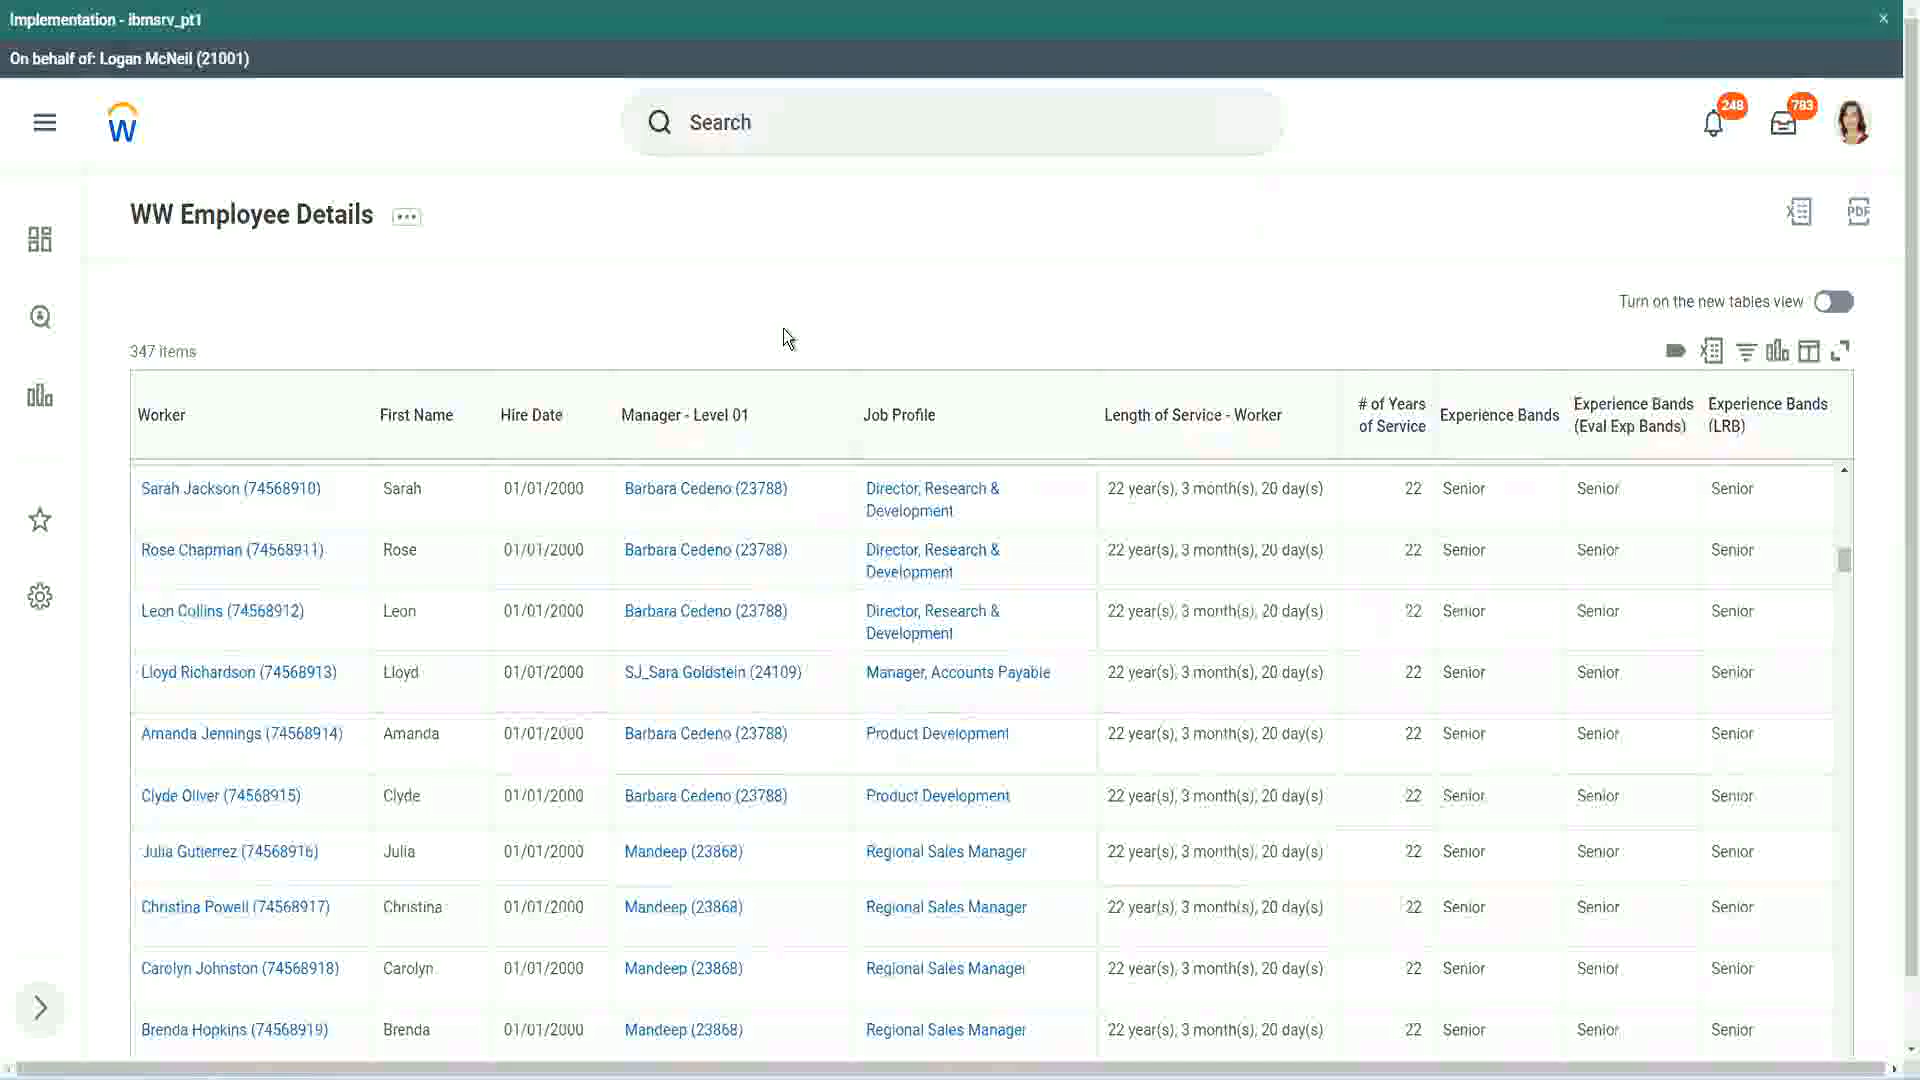 Implementation - ibmsrv_pt1
On behalf of: Logan McNeil (21001)
W
Search
248
783
WW Employee Details
X
PDF
Turn on the new tables view
347 items
X
Worker First Name Hire Date Manager - Level 01 Job Profile Length of Service - Worker # of Years of Service Experience Bands Experience Bands (Eval Exp Bands) Experience Bands (LRB)
Sarah Jackson (74568910) Sarah 01/01/2000 Barbara Cedeno (23788) Director, Research & Development 22 year(s), 3 month(s), 20 day(s) 22 Senior Senior Senior
Rose Chapman (74568911) Rose 01/01/2000 Barbara Cedeno (23788) Director, Research & Development 22 year(s), 3 month(s), 20 day(s) 22 Senior Senior Senior
Leon Collins (74568912) Leon 01/01/2000 Barbara Cedeno (23788) Director, Research & Development 22 year(s), 3 month(s), 20 day(s) 22 Senior Senior Senior
Lloyd Richardson (74568913) Lloyd 01/01/2000 SJ_Sara Goldstein (24109) Manager, Accounts Payable 22 year(s), 3 month(s), 20 day(s) 22 Senior Senior Senior
Amanda Jennings (74568914) Amanda 01/01/2000 Barbara Cedeno (23788) Product Development 22 year(s), 3 month(s), 20 day(s) 22 Senior Senior Senior
Clyde Oliver (74568915) Clyde 01/01/2000 Barbara Cedeno (23788) Product Development 22 year(s), 3 month(s), 20 day(s) 22 Senior Senior Senior
Julia Gutierrez (74568916) Julia 01/01/2000 Mandeep (23868) Regional Sales Manager 22 year(s), 3 month(s), 20 day(s) 22 Senior Senior Senior
Christina Powell (74568917) Christina 01/01/2000 Mandeep (23868) Regional Sales Manager 22 year(s), 3 month(s), 20 day(s) 22 Senior Senior Senior
Carolyn Johnston (74568918) Carolyn 01/01/2000 Mandeep (23868) Regional Sales Manager 22 year(s), 3 month(s), 20 day(s) 22 Senior Senior Senior
Brenda Hopkins (74568919) Brenda 01/01/2000 Mandeep (23868) Regional Sales Manager 22 year(s), 3 month(s), 20 day(s) 22 Senior Senior Senior